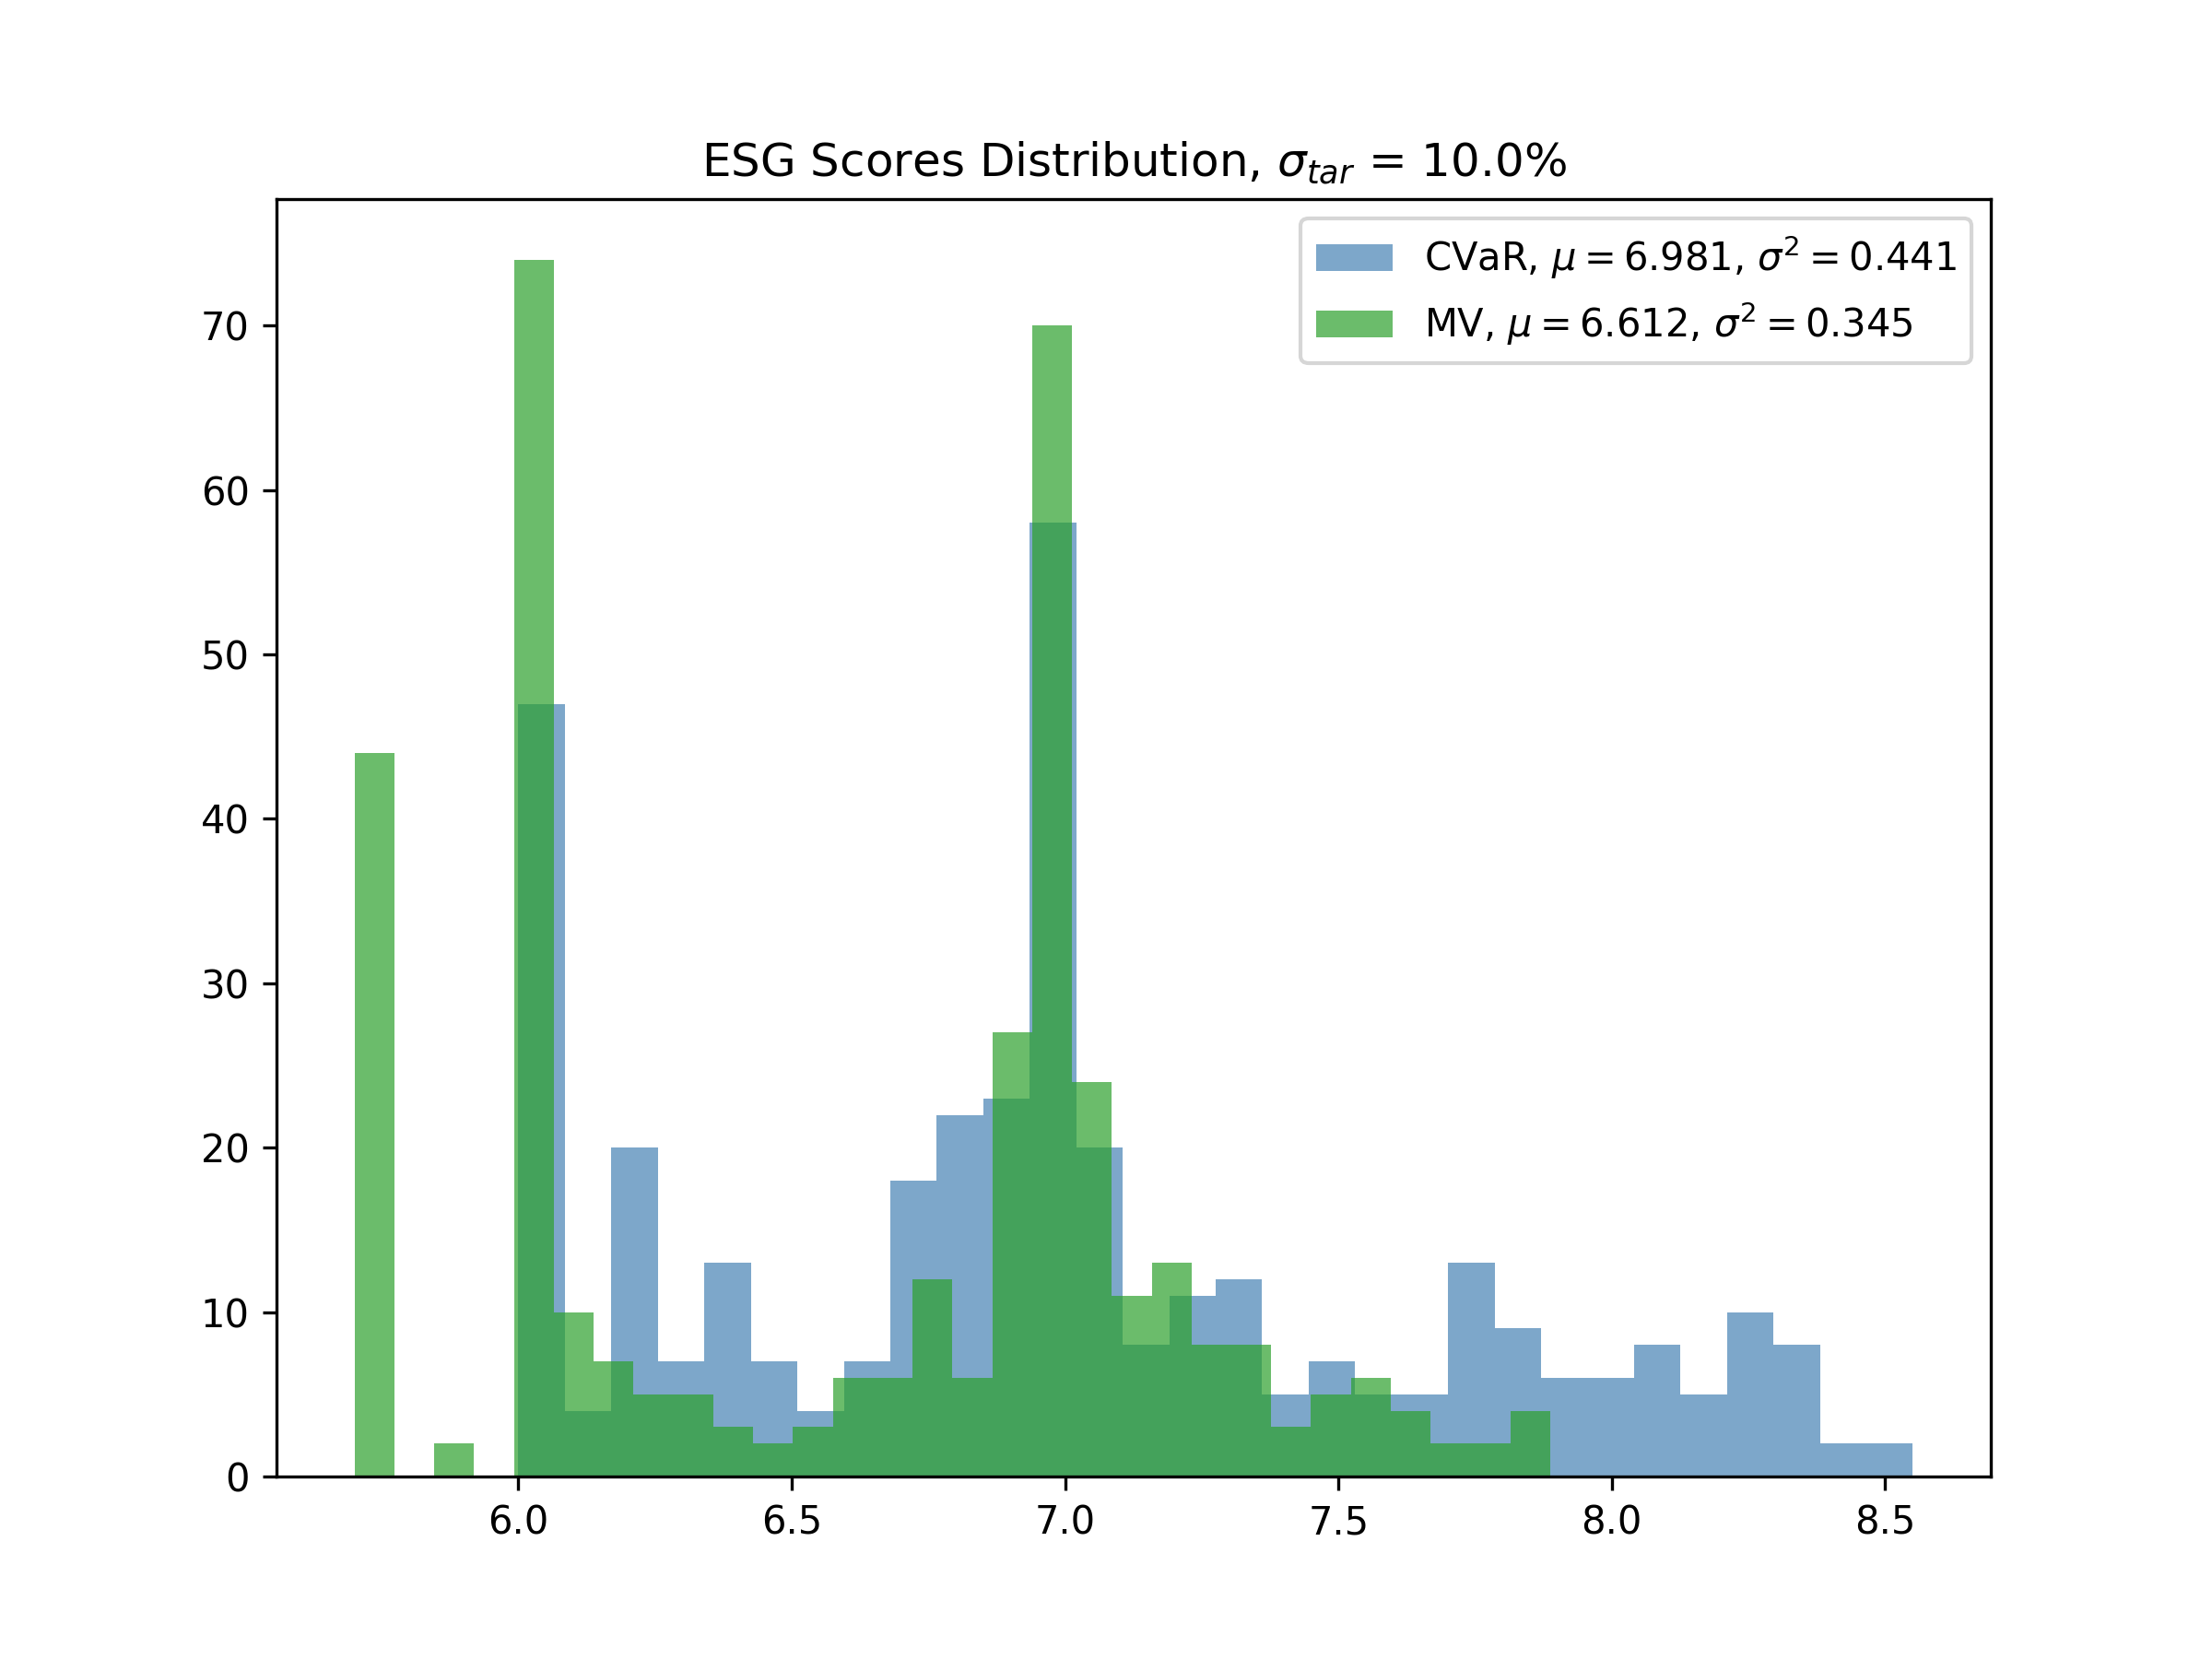 ESG Scores Distribution, σ_tar = 10.0%
CVaR, μ = 6.981, σ² = 0.441
MV, μ = 6.612, σ² = 0.345
70
60
50
40
30
20
10
0
6.0 6.5 7.0 7.5 8.0 8.5